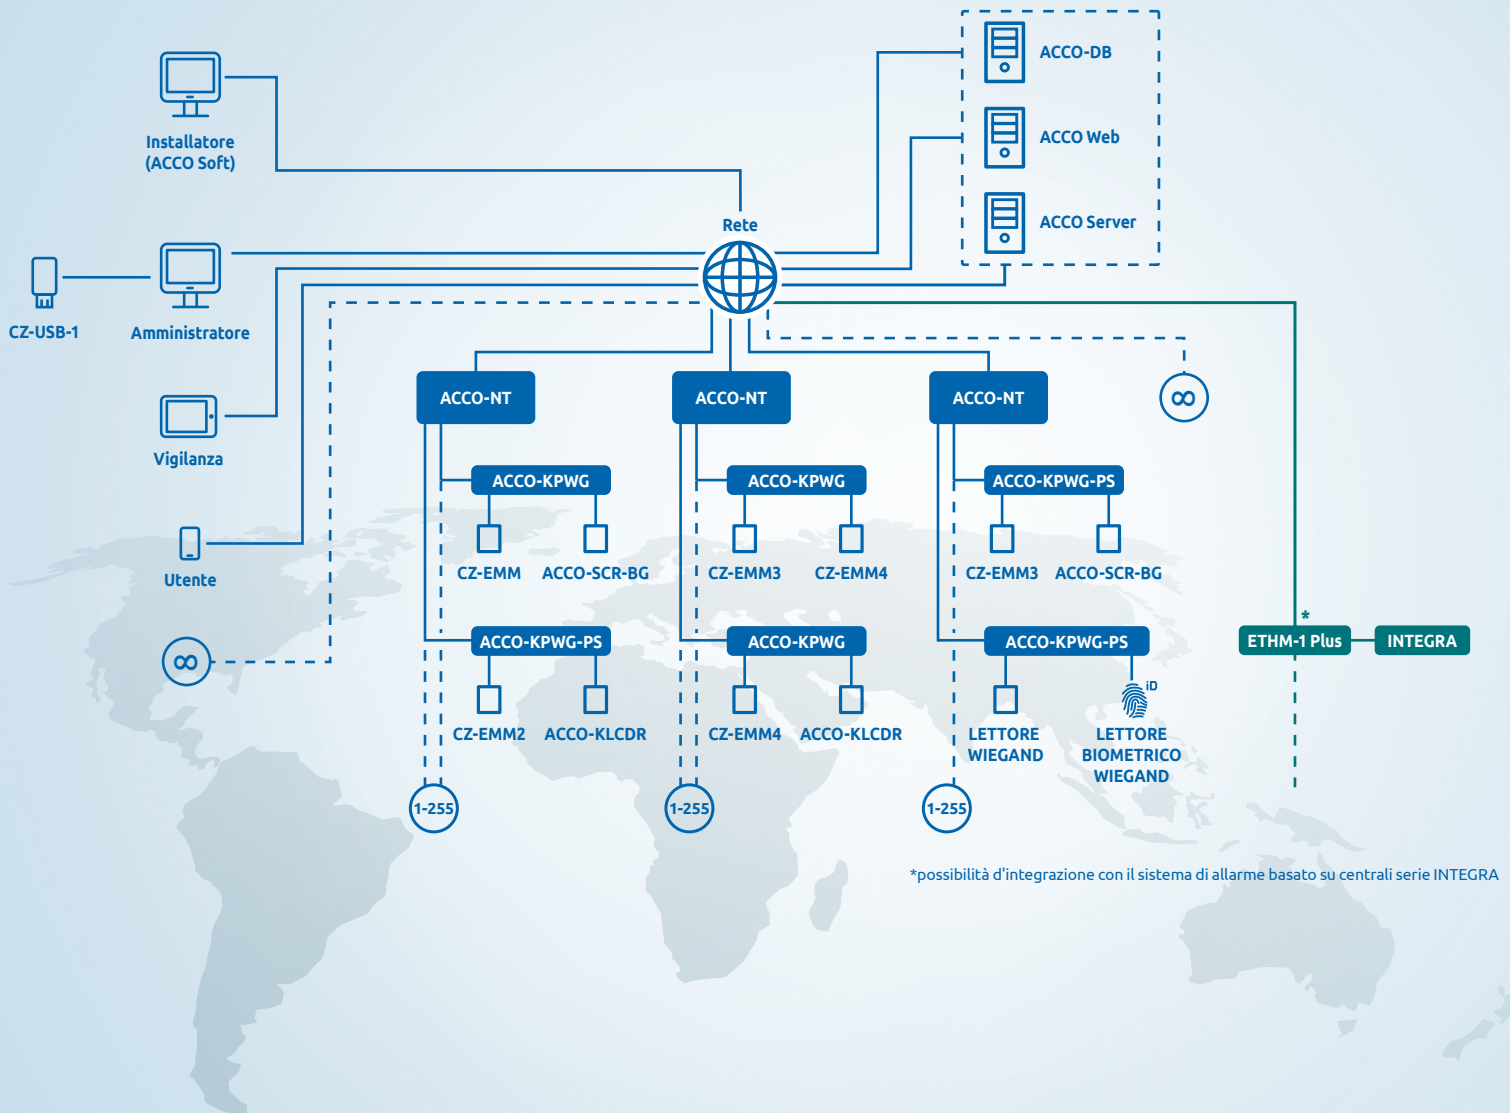 ACCO-DB
Installatore
(ACCO Soft)
ACCO Web
Rete
ACCO Server
CZ-USB-1
Amministratore
ACCO-NT
ACCO-NT
ACCO-NT
∞
Vigilanza
ACCO-KPWG
ACCO-KPWG
ACCO-KPWG-PS
Utente
CZ-EMM
ACCO-SCR-BG
CZ-EMM3
CZ-EMM4
CZ-EMM3
ACCO-SCR-BG
*
∞
ACCO-KPWG-PS
ACCO-KPWG
ACCO-KPWG-PS
ETHM-1 Plus
INTEGRA
iD
CZ-EMM2
ACCO-KLCDR
CZ-EMM4
ACCO-KLCDR
LETTORE
WIEGAND
LETTORE
BIOMETRICO
WIEGAND
1-255
1-255
1-255
*possibilità d'integrazione con il sistema di allarme basato su centrali serie INTEGRA